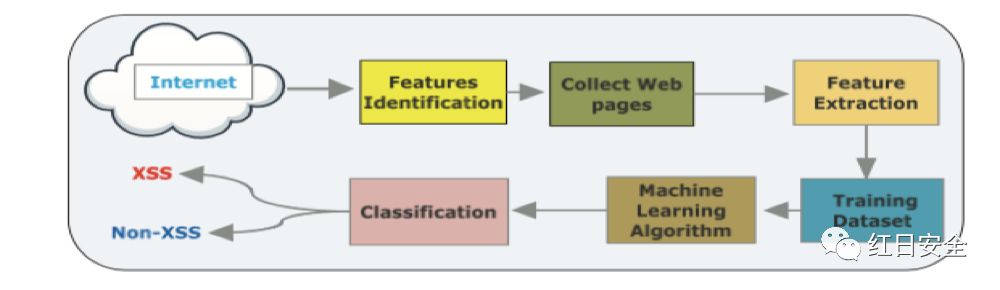 Internet
Features
Identification
Collect Web
pages
Feature
Extraction
XSS
Non-XSS
Classification
Machine
Learning
Algorithm
Training
Dataset
红日安全